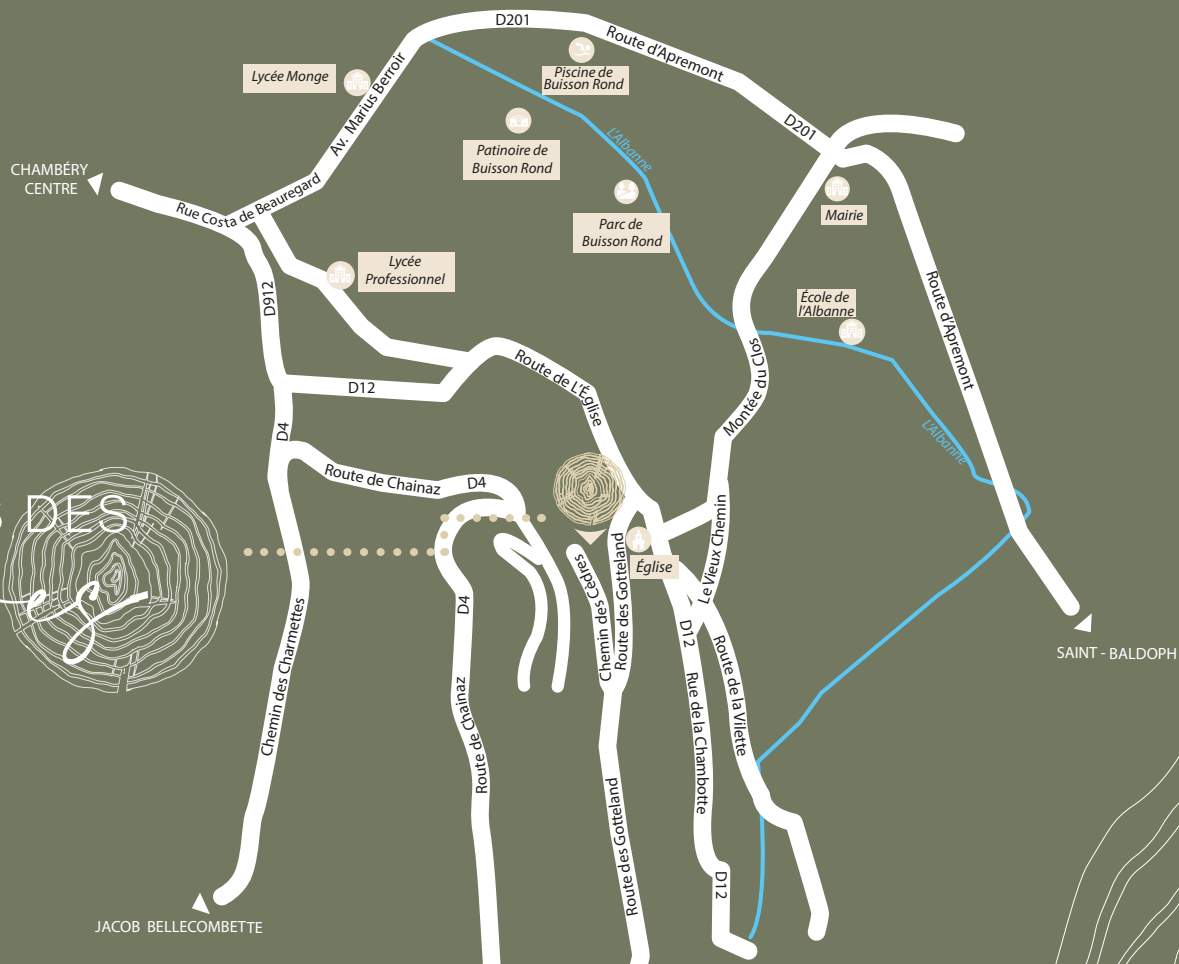 D201
Route d'Apremont
Piscine de
Buisson Rond
Lycée Monge
Av. Marius Berroir
D201
L'Albanne
Patinoire de
Buisson Rond
CHAMBÉRY
CENTRE
Rue Costa de Beauregard
Parc de
Buisson Rond
Mairie
Lycée
Professionnel
D912
École de
l'Albanne
Route d'Apremont
Route de L'Église
D12
Montée du Clos
D4
L'Albanne
Route de Chainaz
D4
DES
Le Vieux Chemin
Église
Chemin des Cèdres
Route des Gotteland
D4
D12
Chemin des Charmettes
SAINT - BALDOPH
Route de Chainaz
Rue de la Chambotte
Route de la Vilette
Route des Gotteland
D12
JACOB BELLECOMBETTE